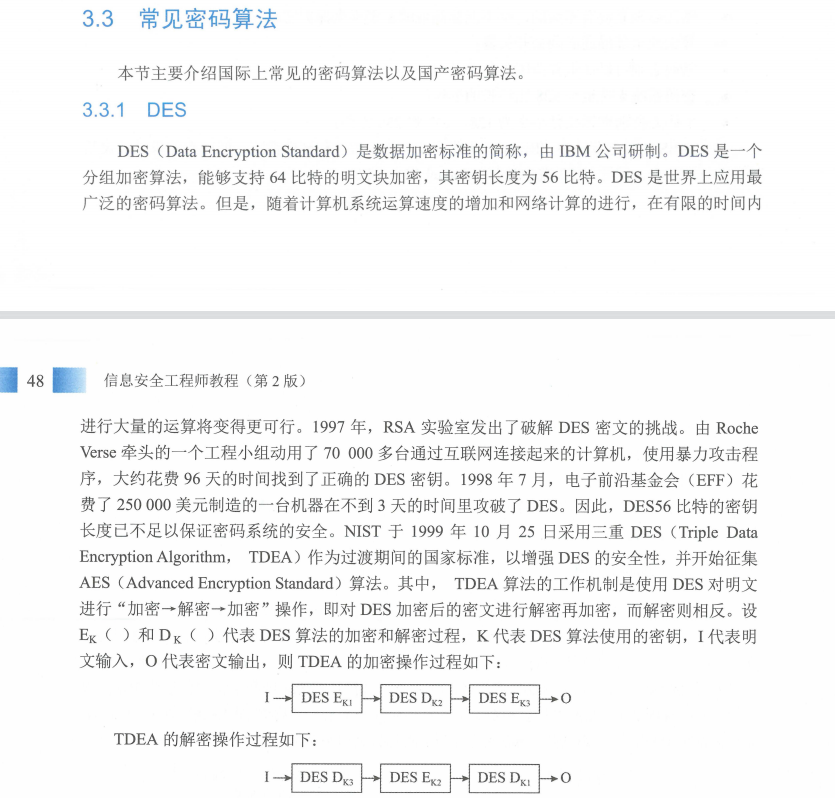 3.3 常见密码算法
本节主要介绍国际上常见的密码算法以及国产密码算法。
3.3.1 DES
DES（Data Encryption Standard）是数据加密标准的简称，由 IBM 公司研制。DES 是一个
分组加密算法，能够支持 64 比特的明文块加密，其密钥长度为 56 比特。DES 是世界上应用最
广泛的密码算法。但是，随着计算机系统运算速度的增加和网络计算的进行，在有限的时间内
48 信息安全工程师教程（第 2 版）
进行大量的运算将变得更可行。1997 年，RSA 实验室发出了破解 DES 密文的挑战。由 Roche
Verse 牵头的一个工程小组动用了 70 000 多台通过互联网连接起来的计算机，使用暴力攻击程
序，大约花费 96 天的时间找到了正确的 DES 密钥。1998 年 7 月，电子前沿基金会（EFF）花
费了 250 000 美元制造的一台机器在不到 3 天的时间里攻破了 DES。因此，DES56 比特的密钥
长度已不足以保证密码系统的安全。NIST 于 1999 年 10 月 25 日采用三重 DES（Triple Data
Encryption Algorithm， TDEA）作为过渡期间的国家标准，以增强 DES 的安全性，并开始征集
AES（Advanced Encryption Standard）算法。其中， TDEA 算法的工作机制是使用 DES 对明文
进行“加密→解密→加密”操作，即对 DES 加密后的密文进行解密再加密，而解密则相反。设
E_K（ ）和 D_K（ ）代表 DES 算法的加密和解密过程，K 代表 DES 算法使用的密钥，I 代表明
文输入，O 代表密文输出，则 TDEA 的加密操作过程如下：
I→ DES E_K1 → DES D_K2 → DES E_K3 →O
TDEA 的解密操作过程如下：
I→ DES D_K3 → DES E_K2 → DES D_K1 →O